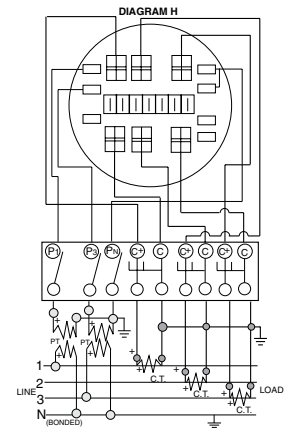 DIAGRAM H
P1 P3 PN C+ C C+ C C+ C
+ + + +
PT PT
+ +
1
+
C.T.
2
+
C.T.
LINE LOAD
3
+
C.T.
N
(BONDED)